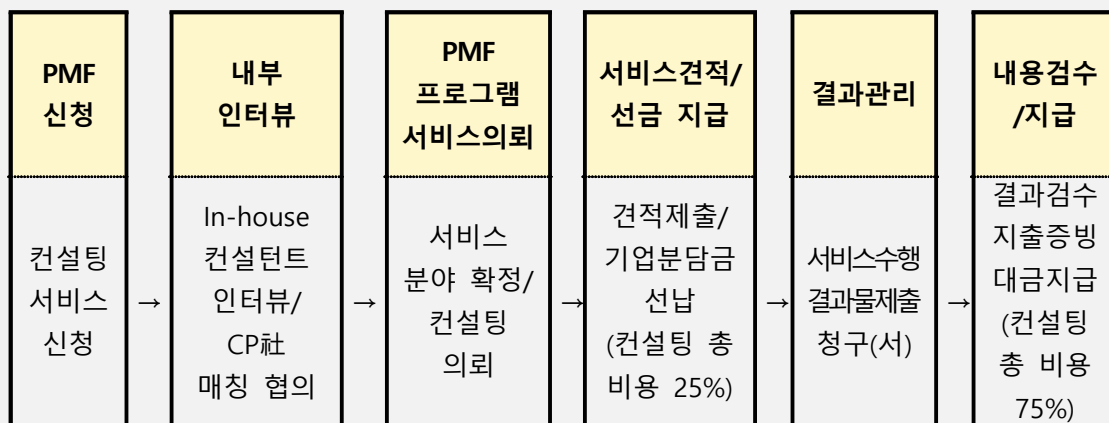 PMF
신청
내부
인터뷰
PMF
프로그램
서비스의뢰
서비스견적/
선금 지급
결과관리
내용검수
/지급
컨설팅
서비스
신청
→
In-house
컨설턴트
인터뷰/
CP社
매칭 협의
→
서비스
분야 확정/
컨설팅
의뢰
→
견적제출/
기업분담금
선납
(컨설팅 총
비용 25%)
→
서비스수행
결과물제출
청구(서)
→
결과검수
지출증빙
대금지급
(컨설팅
총 비용
75%)